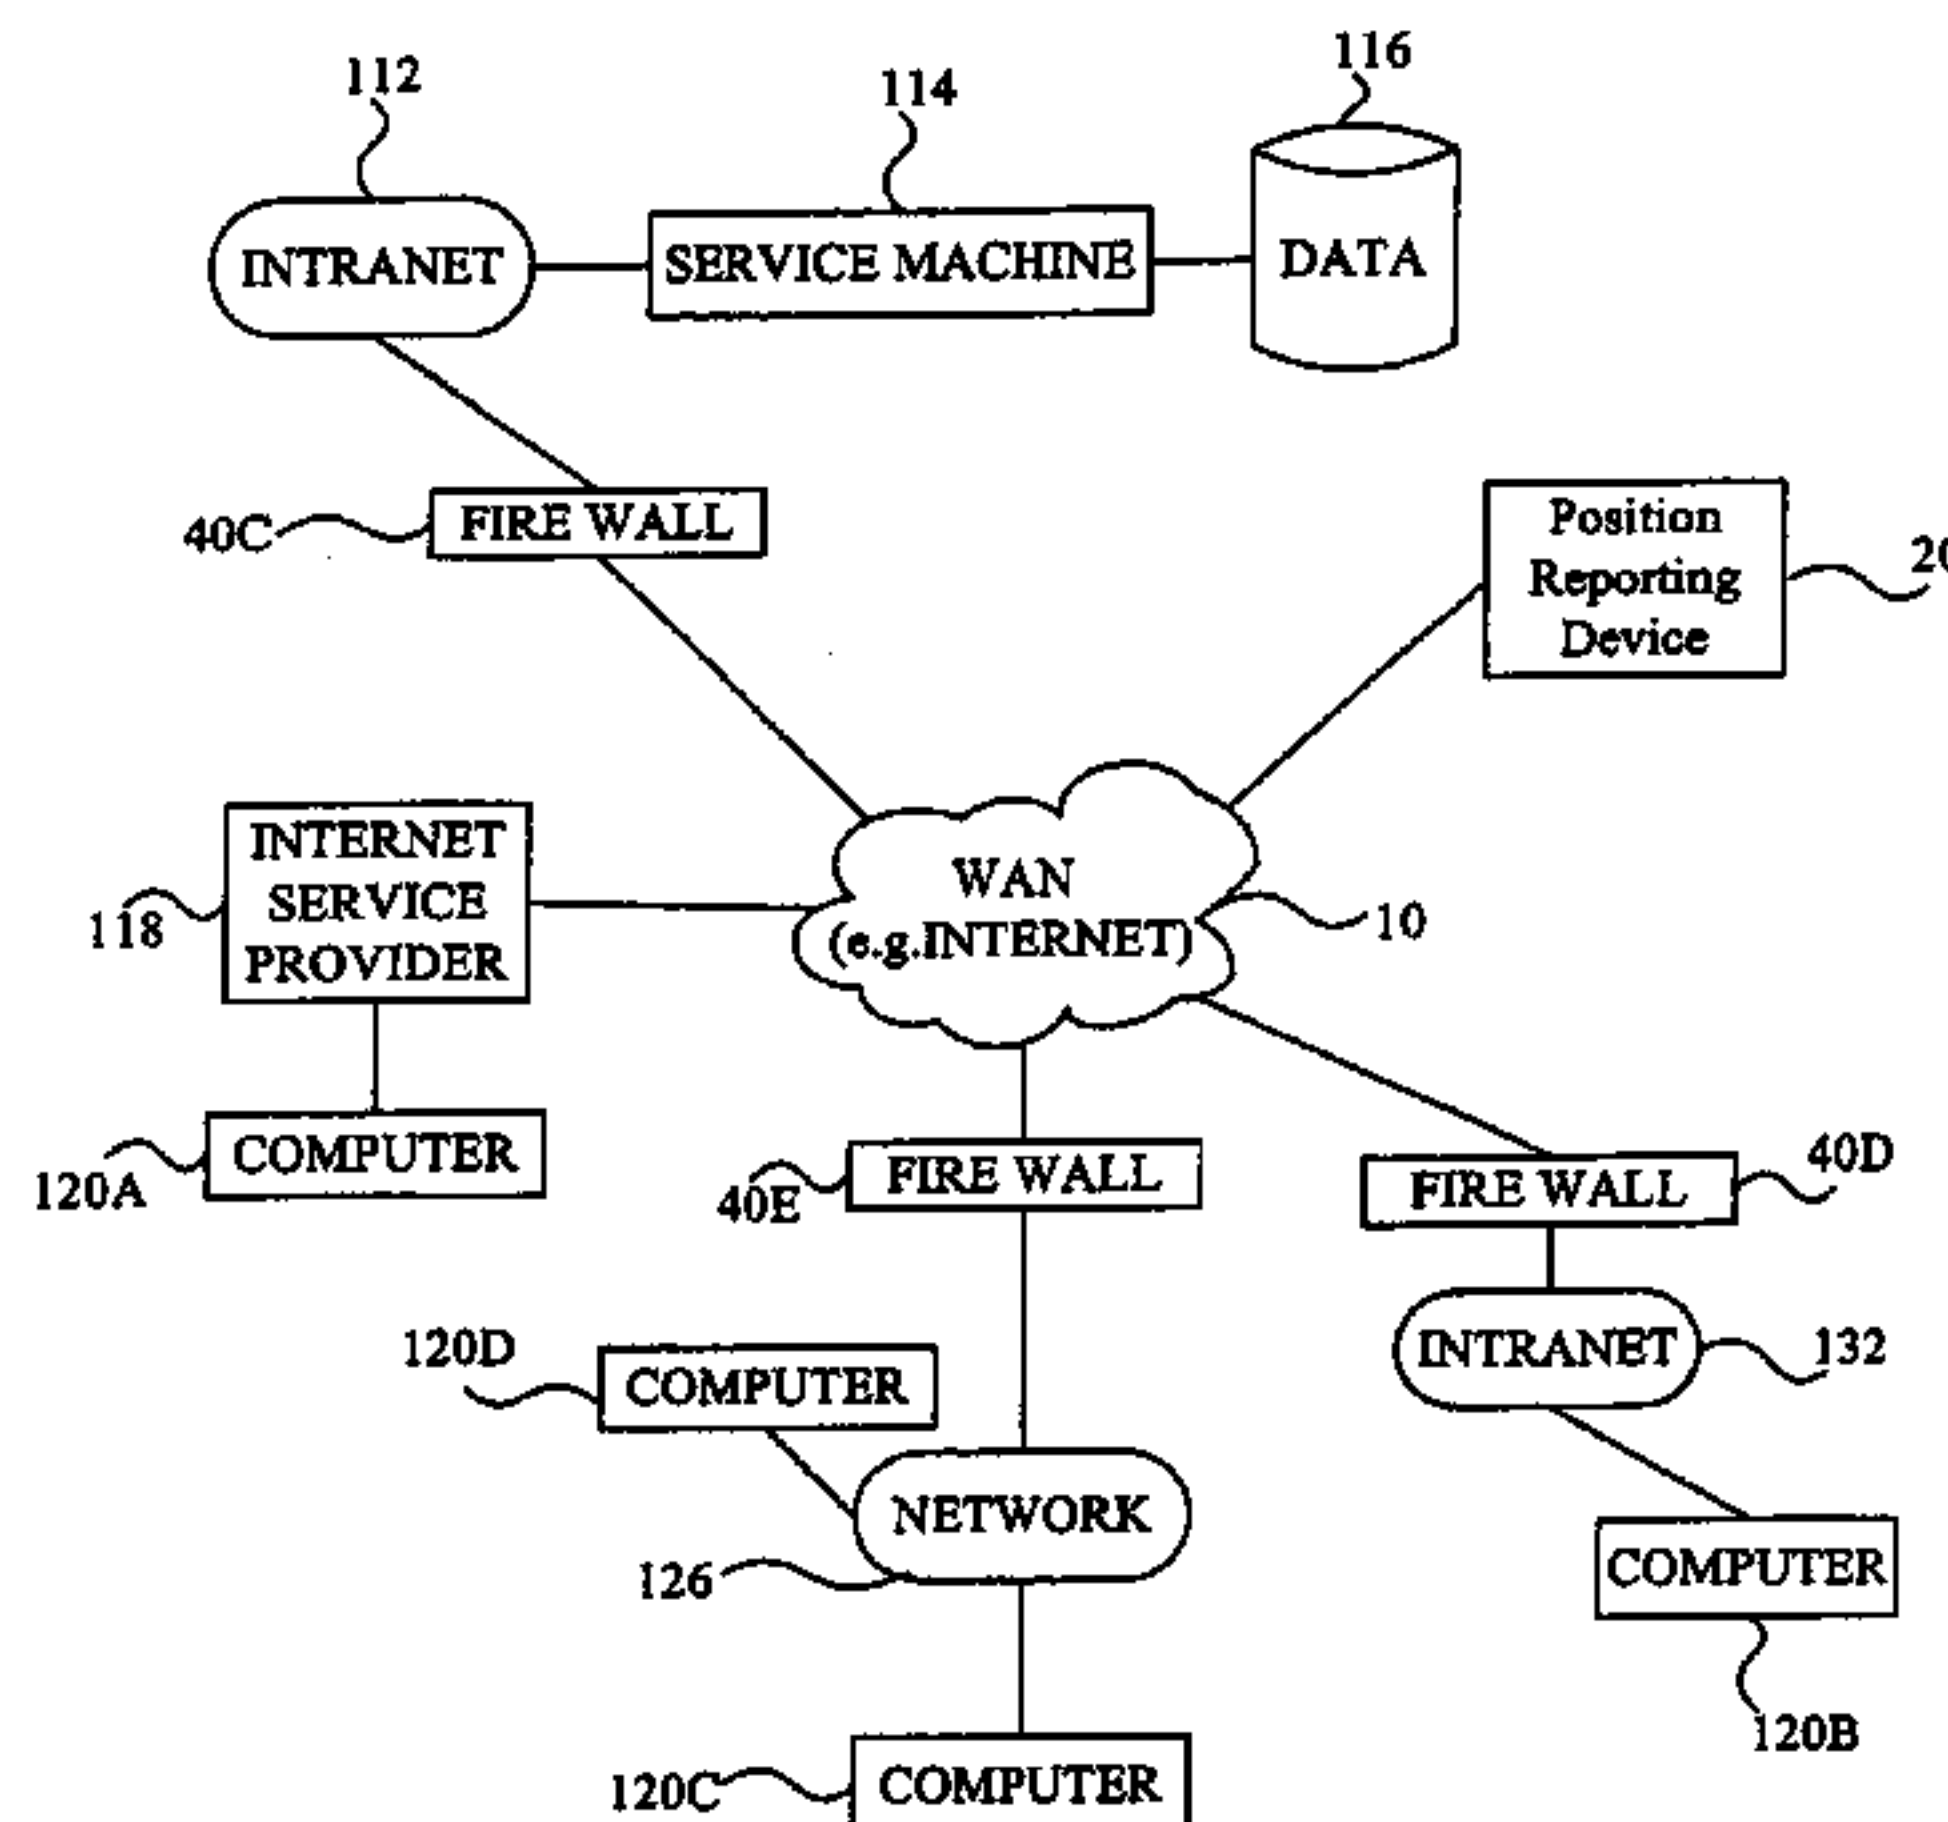 112
114
116
INTRANET
SERVICE MACHINE
DATA
40C
FIRE WALL
Position
Reporting
Device
20
INTERNET
SERVICE
PROVIDER
118
WAN
(e.g.INTERNET)
10
COMPUTER
120A
FIRE WALL
40E
FIRE WALL
40D
120D
COMPUTER
INTRANET
132
NETWORK
126
COMPUTER
120B
120C
COMPUTER